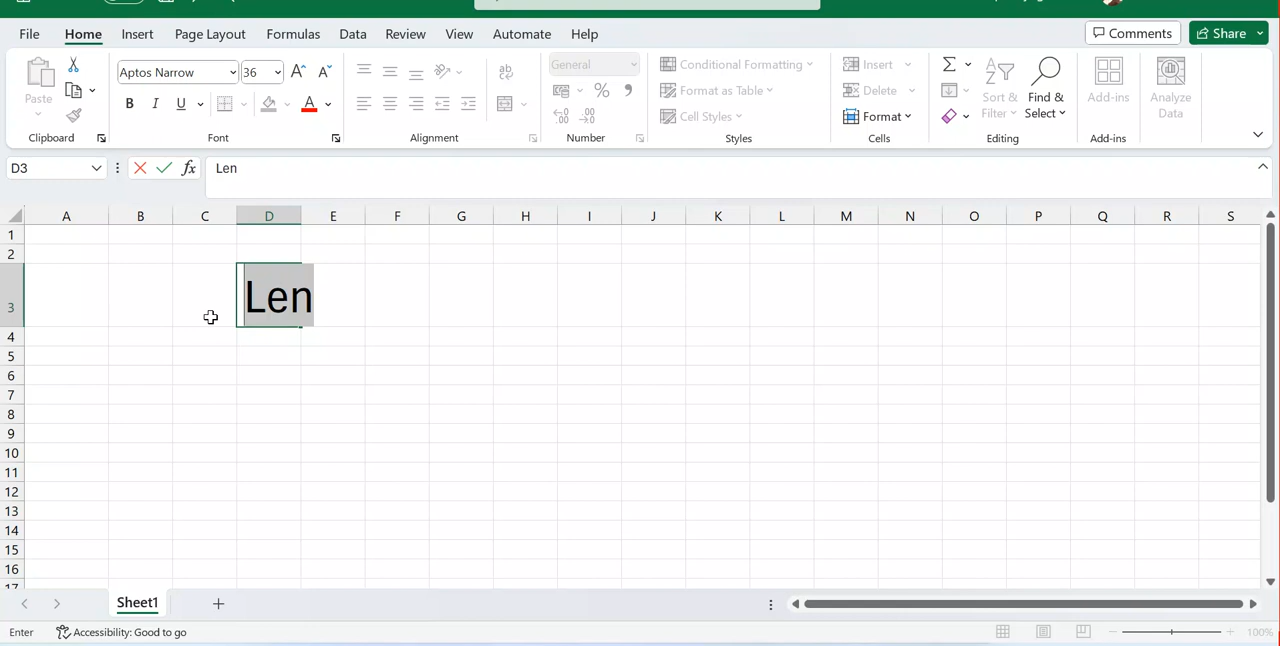 File Home Insert Page Layout Formulas Data Review View Automate Help Comments Share
Aptos Narrow 36 General Conditional Formatting Insert
Paste Format as Table Delete Sort & Filter Find & Select Add-ins Analyze Data
B I U A Cell Styles Format
Clipboard Font Alignment Number Styles Cells Editing Add-ins
D3 fx Len
A B C D E F G H I J K L M N O P Q R S
1
2
3 Len
4
5
6
7
8
9
10
11
12
13
14
15
16
17
Sheet1
Enter Accessibility: Good to go 100%